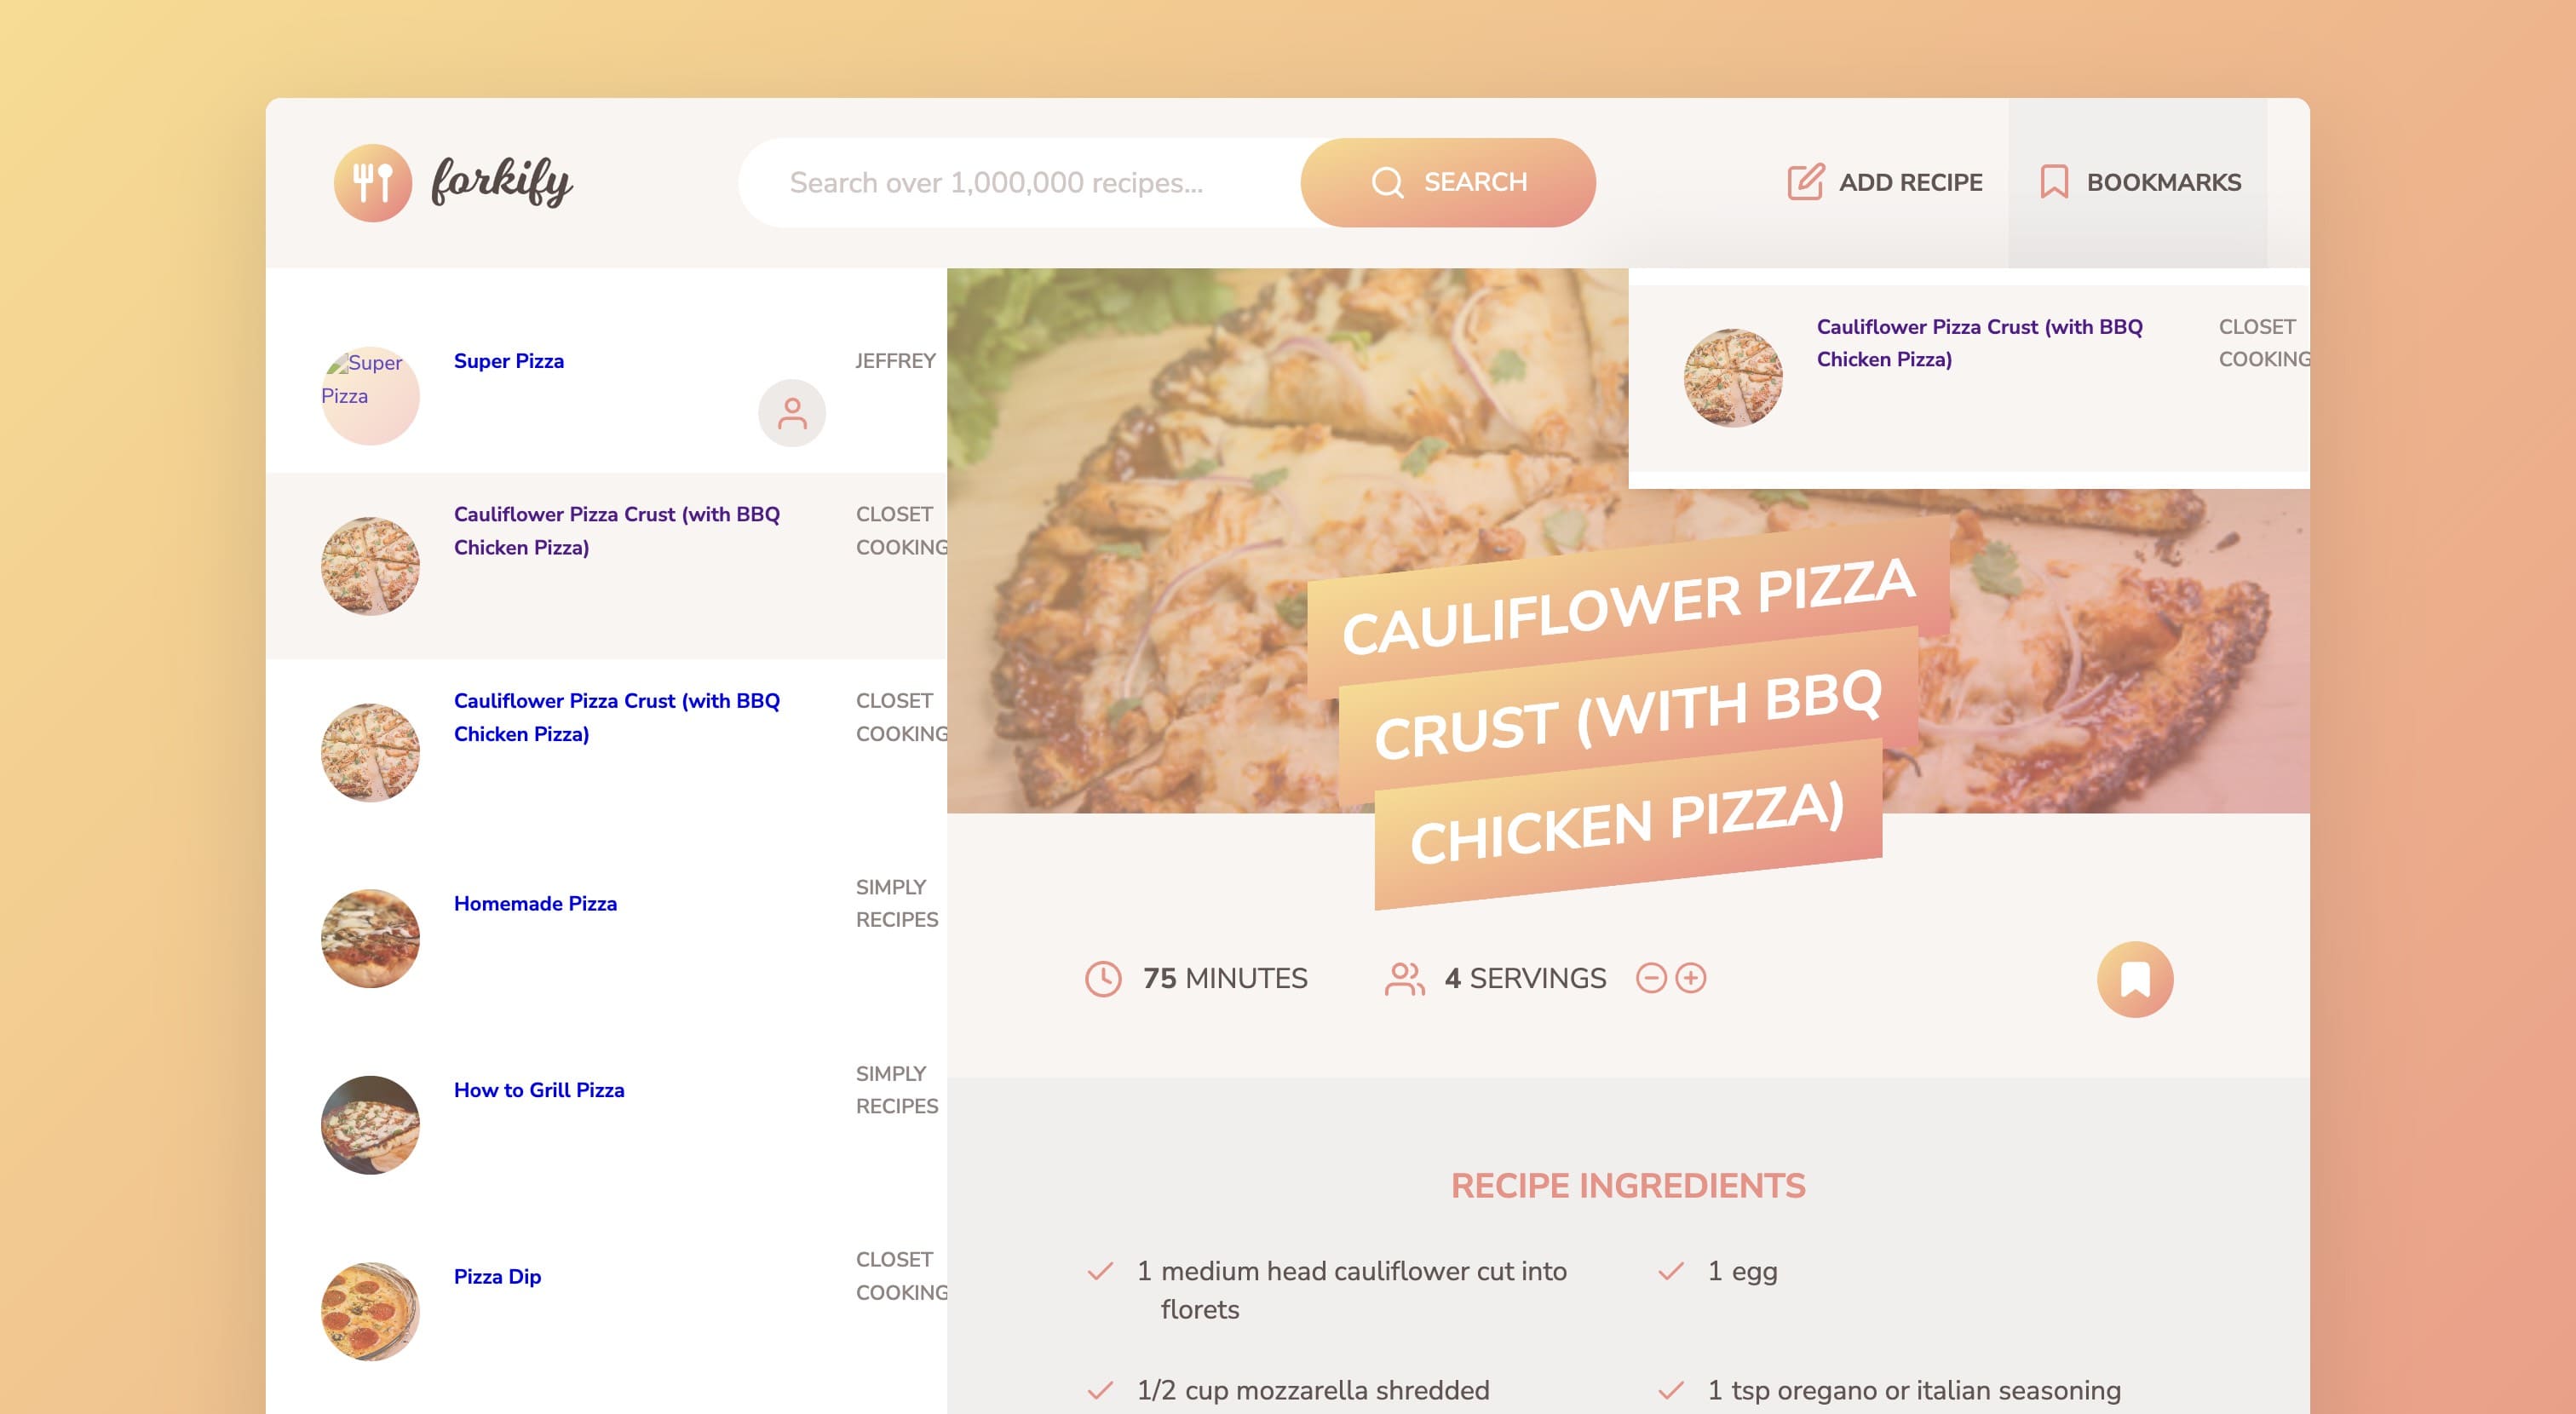 forkify
Search over 1,000,000 recipes...
SEARCH
ADD RECIPE
BOOKMARKS
Super
Pizza
Super Pizza
JEFFREY
Cauliflower Pizza Crust (with BBQ
Chicken Pizza)
CLOSET
COOKING
Cauliflower Pizza Crust (with BBQ
Chicken Pizza)
CLOSET
COOKING
Homemade Pizza
SIMPLY
RECIPES
How to Grill Pizza
SIMPLY
RECIPES
Pizza Dip
CLOSET
COOKING
Cauliflower Pizza Crust (with BBQ
Chicken Pizza)
CLOSET
COOKING
CAULIFLOWER PIZZA
CRUST (WITH BBQ
CHICKEN PIZZA)
75 MINUTES
4 SERVINGS
RECIPE INGREDIENTS
1 medium head cauliflower cut into
florets
1 egg
1/2 cup mozzarella shredded
1 tsp oregano or italian seasoning